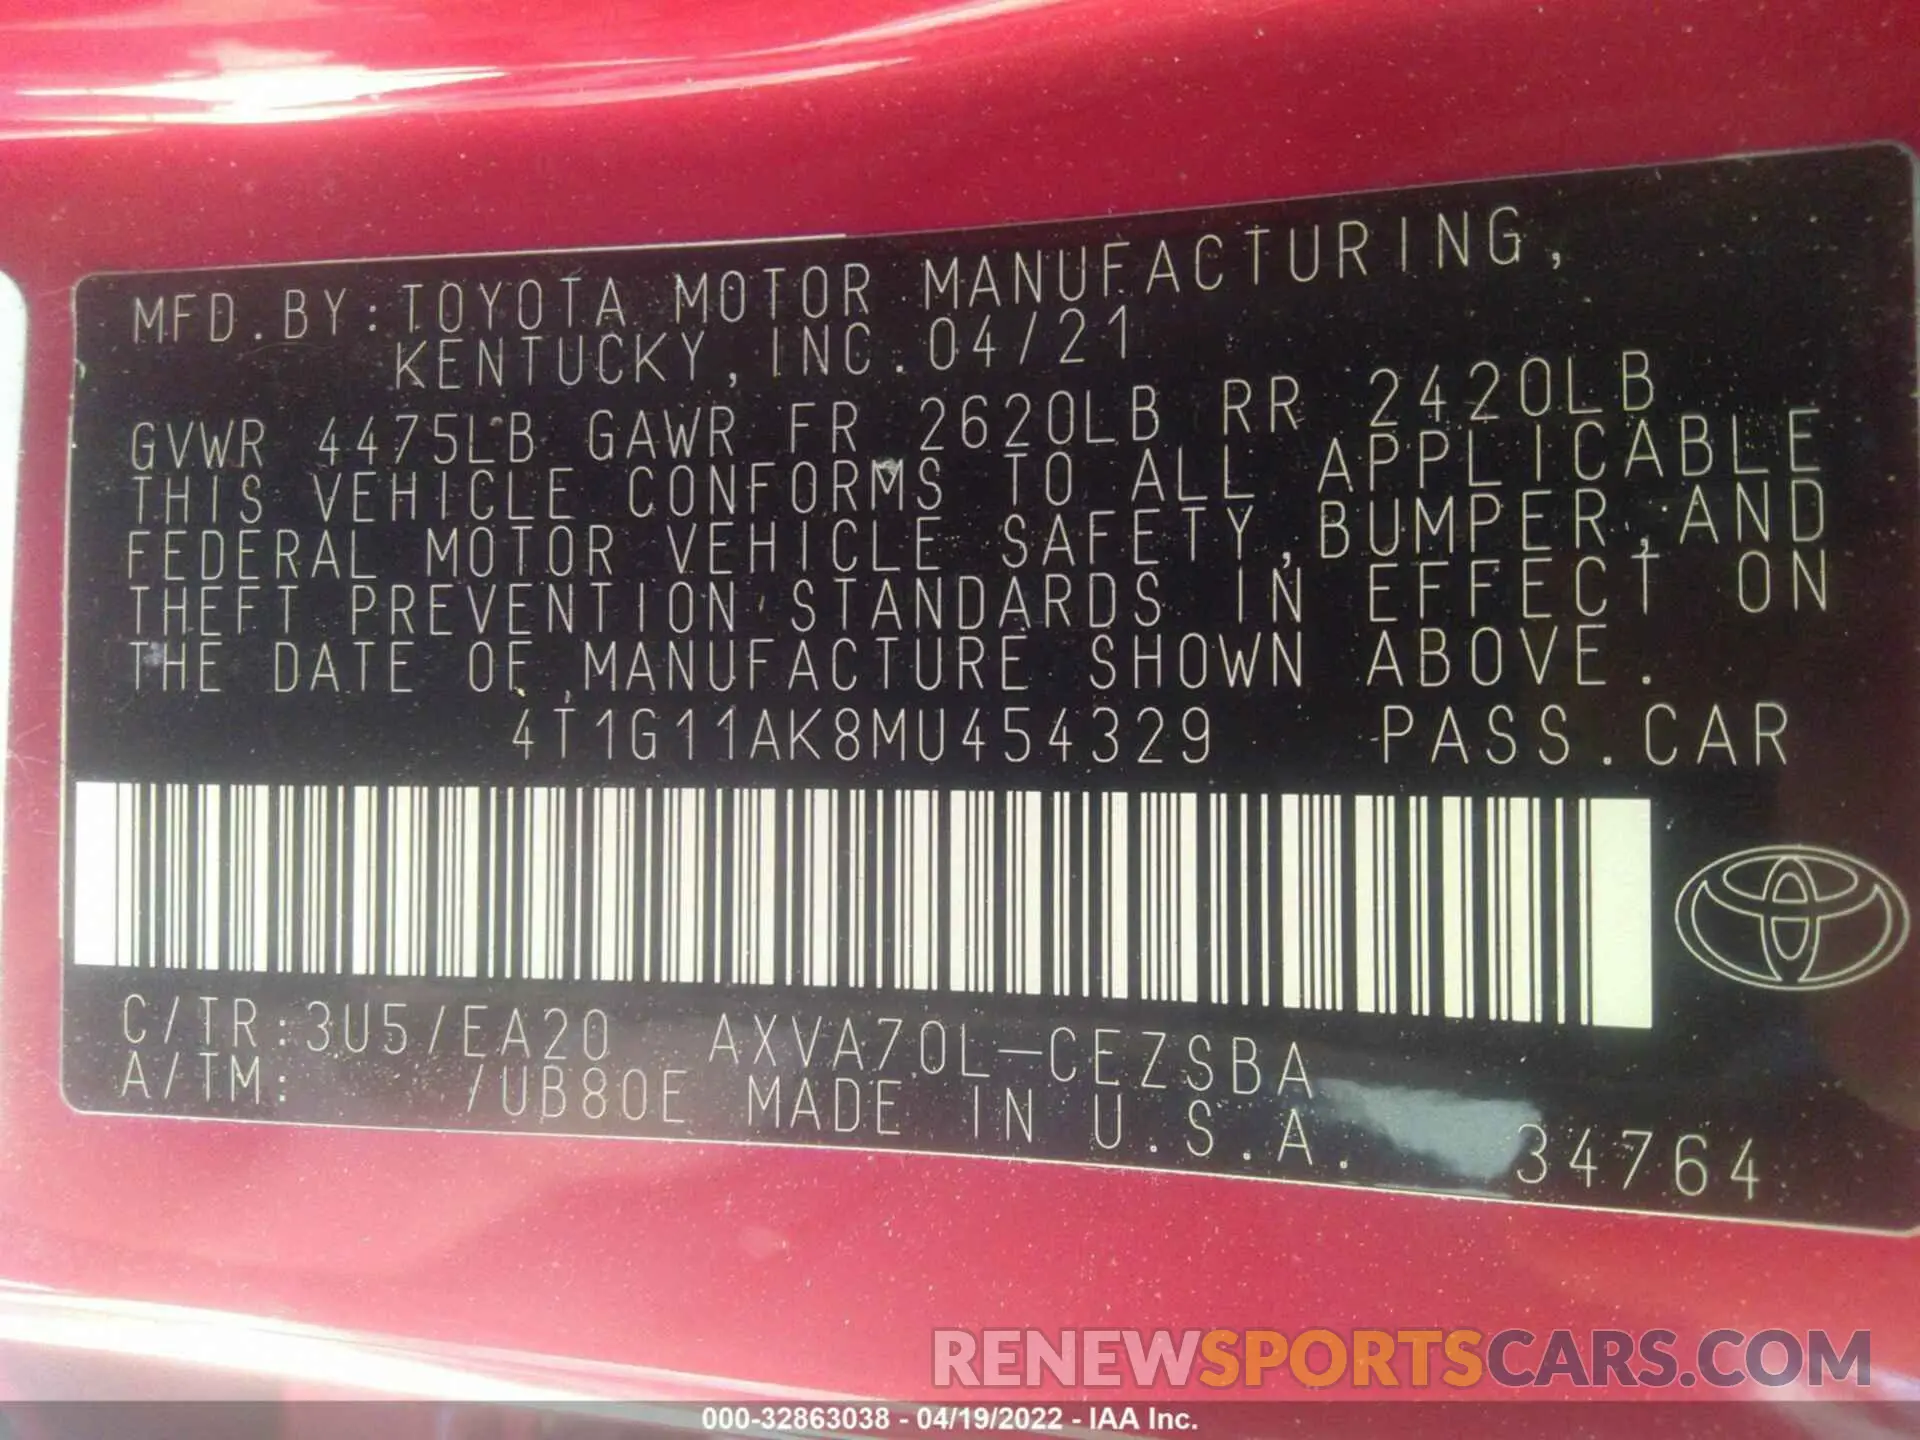 MFD.BY:TOYOTA MOTOR MANUFACTURING,
KENTUCKY, INC. 04/21
GVWR 4475LB GAWR FR 2620LB RR 2420LB
THIS VEHICLE CONFORMS TO ALL APPLICABLE
FEDERAL MOTOR VEHICLE SAFETY,BUMPER,AND
THEFT PREVENTION STANDARDS IN EFFECT ON
THE DATE OF MANUFACTURE SHOWN ABOVE.
4T1G11AK8MU454329 PASS.CAR
C/TR:3U5/EA20 AXVA70L-CEZSBA
A/TM: /UB80E MADE IN U.S.A. 34764
RENEWSPORTSCARS.COM
000-32863038 - 04/19/2022 - IAA Inc.